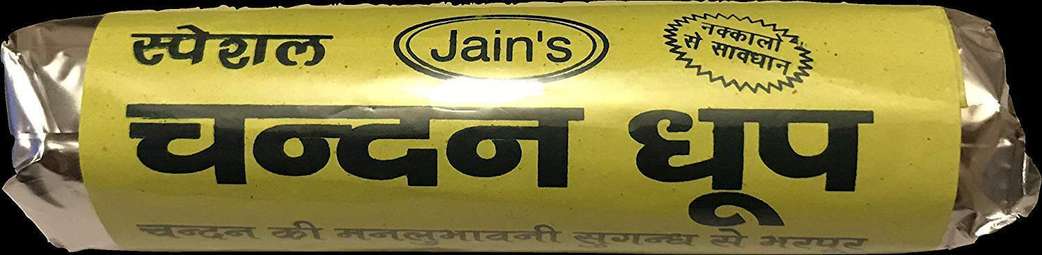 स्पेशल
Jain's
नक्कालो
से सावधान
चन्दन धूप
चन्दन की मनलुभावनी सुगन्ध से भरपूर